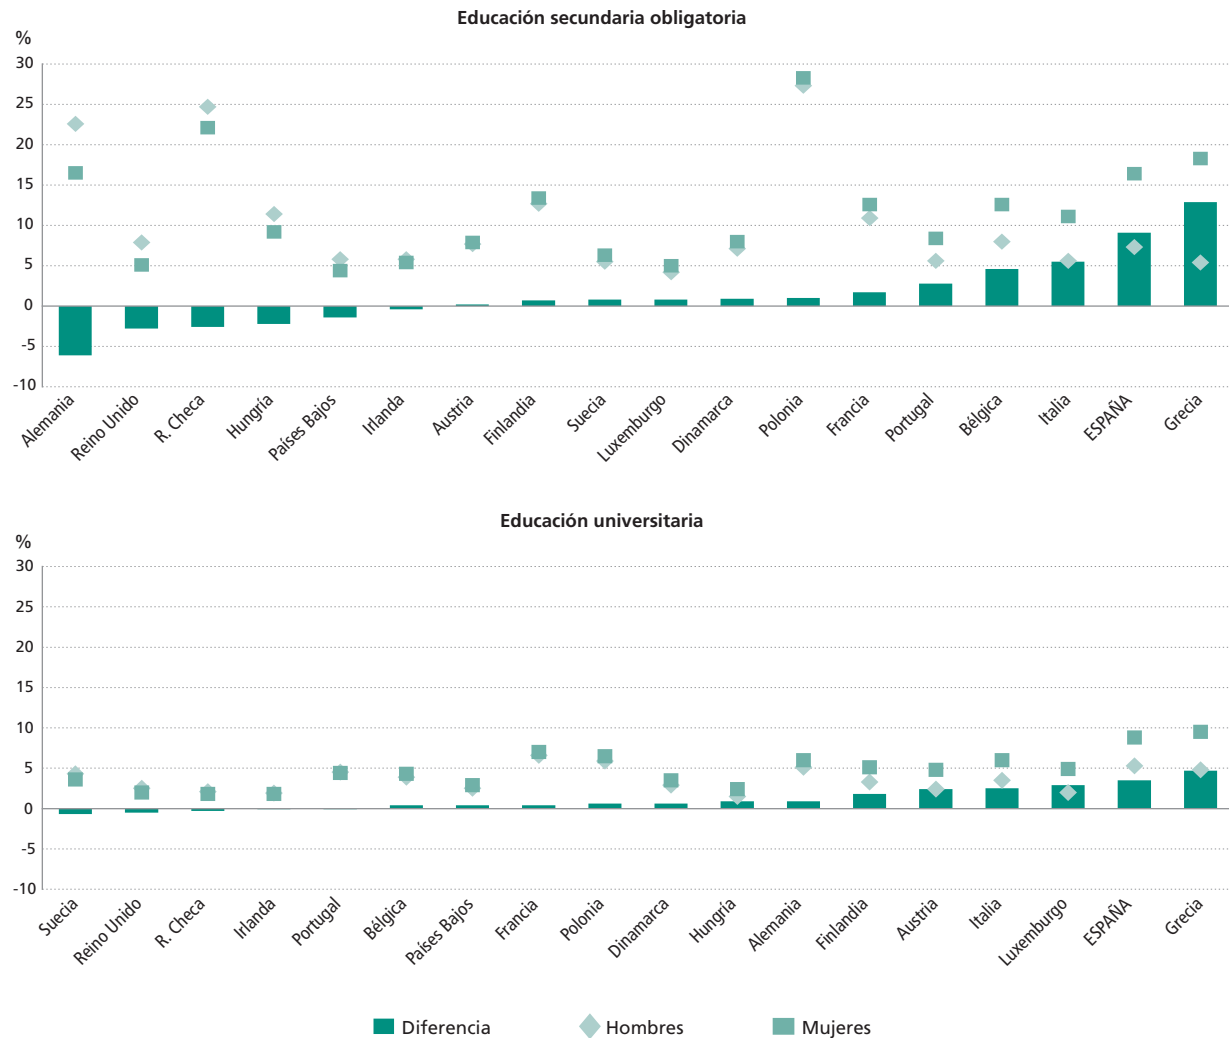 Educación secundaria obligatoria
%
30
25
20
15
10
5
0
-5
-10
Alemania
Reino Unido
R. Checa
Hungría
Países Bajos
Irlanda
Austria
Finlandia
Suecia
Luxemburgo
Dinamarca
Polonia
Francia
Portugal
Bélgica
Italia
ESPAÑA
Grecia
Educación universitaria
%
30
25
20
15
10
5
0
-5
-10
Suecia
Reino Unido
R. Checa
Irlanda
Portugal
Bélgica
Países Bajos
Francia
Polonia
Dinamarca
Hungría
Alemania
Finlandia
Austria
Italia
Luxemburgo
ESPAÑA
Grecia
Diferencia Hombres Mujeres